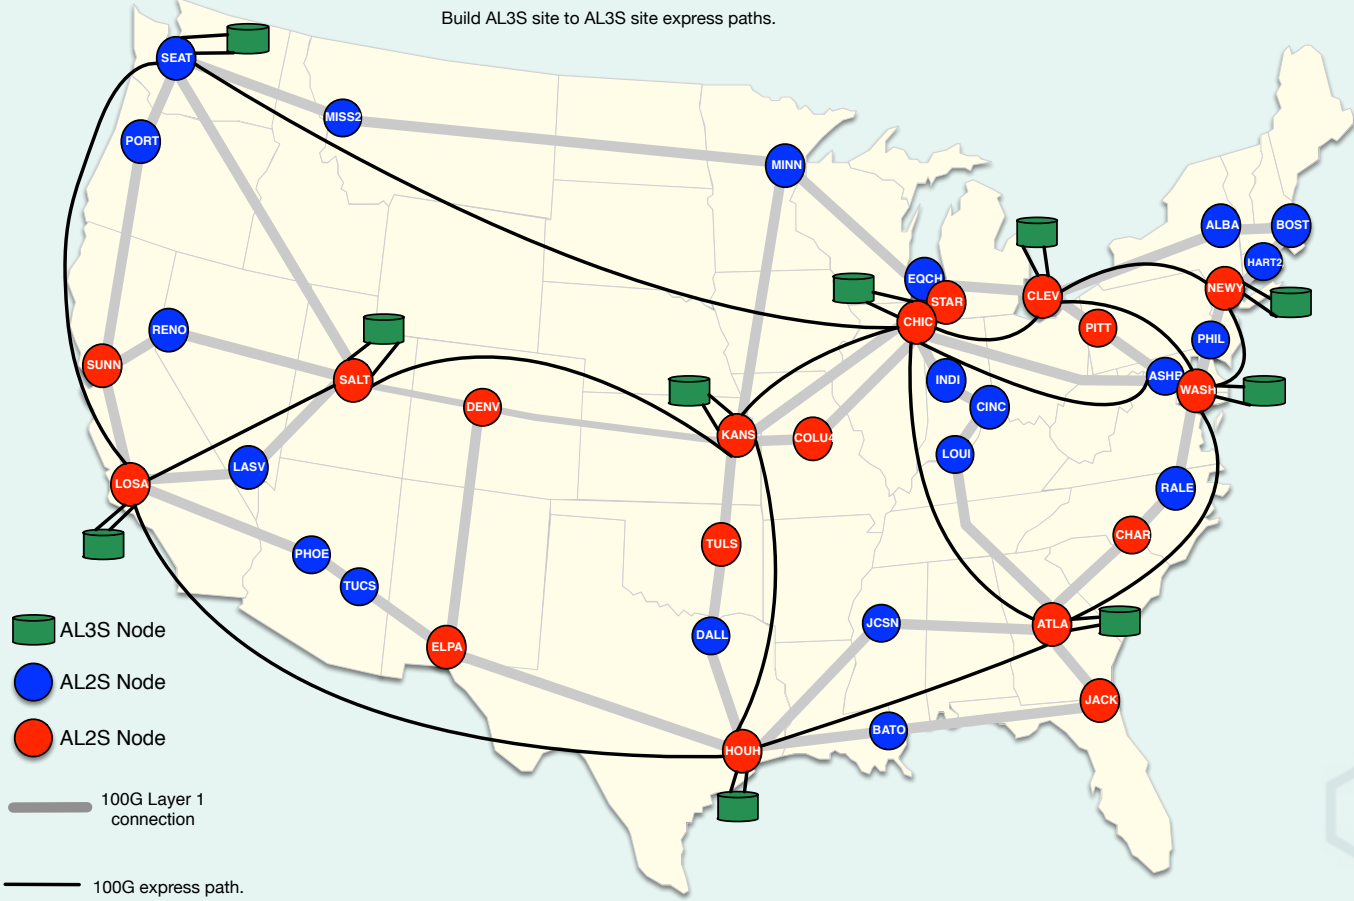 Build AL3S site to AL3S site express paths.
SEAT
MISS2
PORT
MINN
ALBA
BOST
HART2
EQCH
STAR
CLEV
NEWY
CHIC
PITT
PHIL
RENO
SUNN
SALT
INDI
ASHB
WASH
DENV
CINC
KANS
COLU4
LOUI
LASV
LOSA
RALE
CHAR
TULS
PHOE
TUCS
JCSN
ATLA
DALL
ELPA
JACK
BATO
HOUH
AL3S Node
AL2S Node
AL2S Node
100G Layer 1
connection
100G express path.